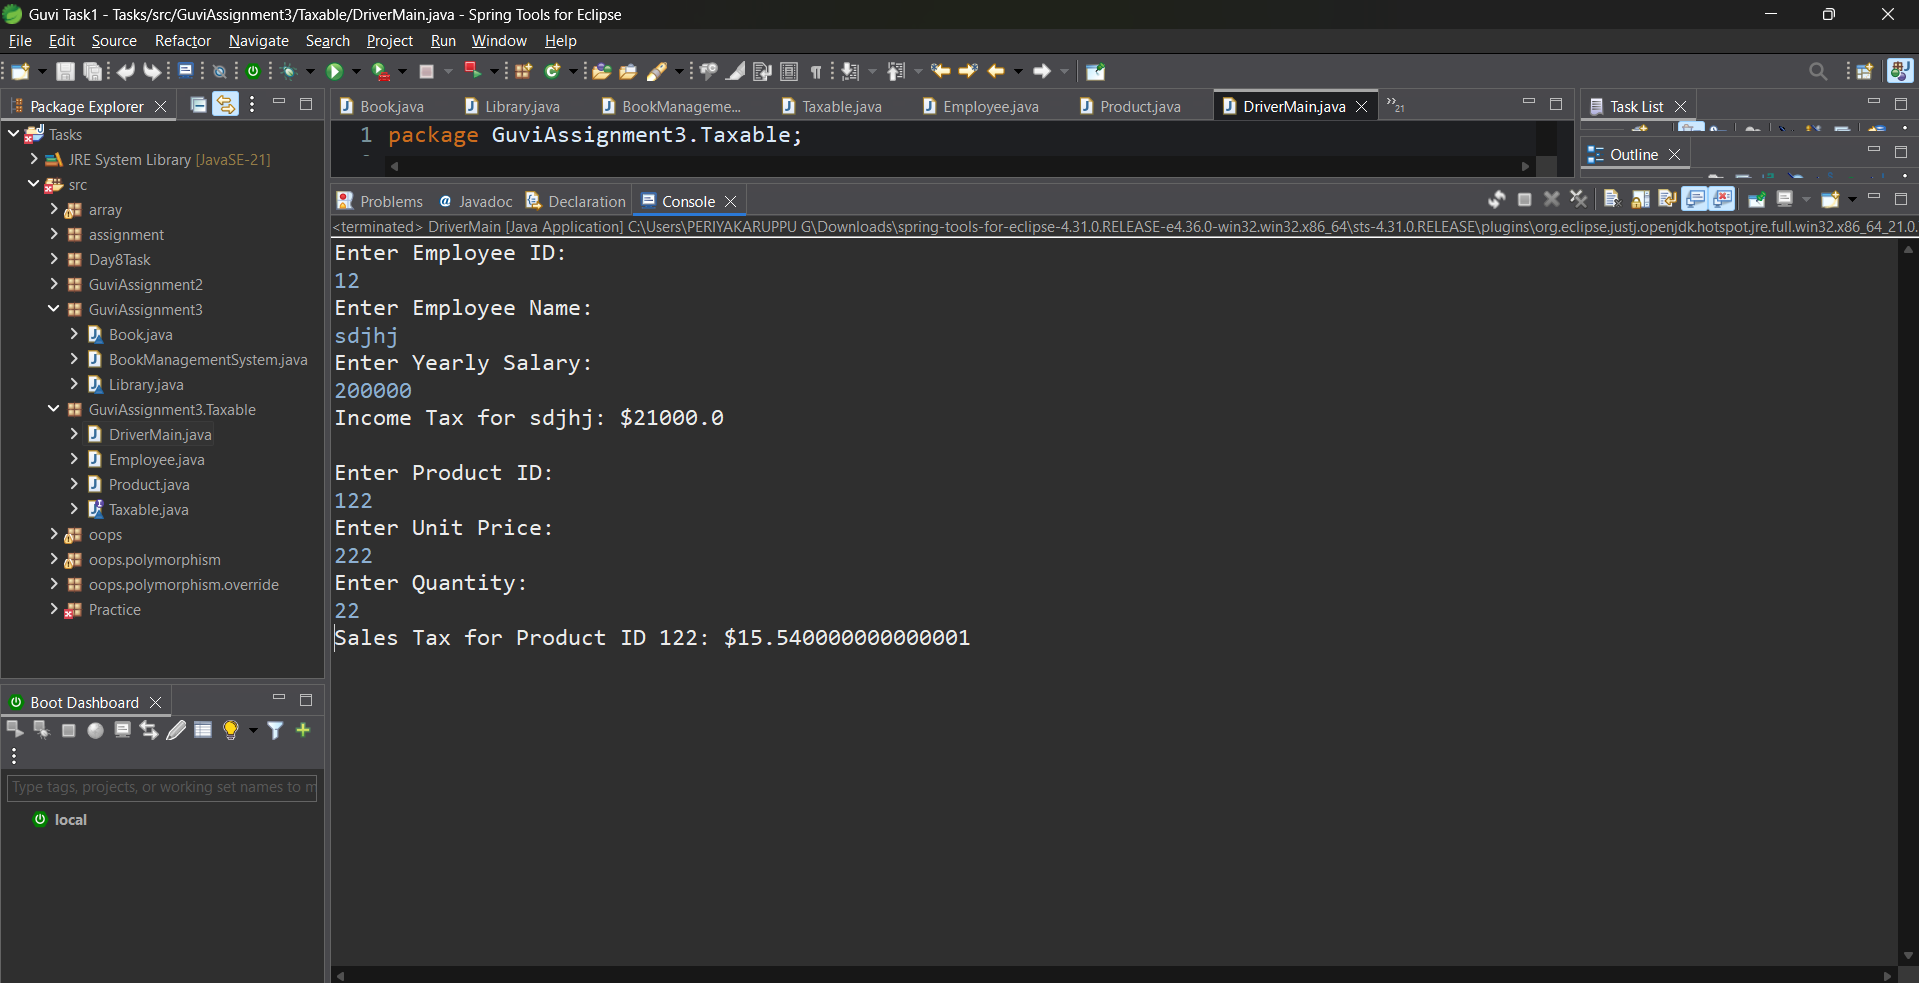 Guvi Task1 - Tasks/src/GuviAssignment3/Taxable/DriverMain.java - Spring Tools for Eclipse
File Edit Source Refactor Navigate Search Project Run Window Help
Package Explorer
Tasks
JRE System Library [JavaSE-21]
src
array
assignment
Day8Task
GuviAssignment2
GuviAssignment3
Book.java
BookManagementSystem.java
Library.java
GuviAssignment3.Taxable
DriverMain.java
Employee.java
Product.java
Taxable.java
oops
oops.polymorphism
oops.polymorphism.override
Practice
Boot Dashboard
Type tags, projects, or working set names to m
local
Book.java Library.java BookManageme... Taxable.java Employee.java Product.java DriverMain.java »21
1 package GuviAssignment3.Taxable;
Task List
Outline
Problems @ Javadoc Declaration Console
<terminated> DriverMain [Java Application] C:\Users\PERIYAKARUPPU G\Downloads\spring-tools-for-eclipse-4.31.0.RELEASE-e4.36.0-win32.win32.x86_64\sts-4.31.0.RELEASE\plugins\org.eclipse.justj.openjdk.hotspot.jre.full.win32.x86_64_21.0.
Enter Employee ID:
12
Enter Employee Name:
sdjhj
Enter Yearly Salary:
200000
Income Tax for sdjhj: $21000.0
Enter Product ID:
122
Enter Unit Price:
222
Enter Quantity:
22
Sales Tax for Product ID 122: $15.540000000000001